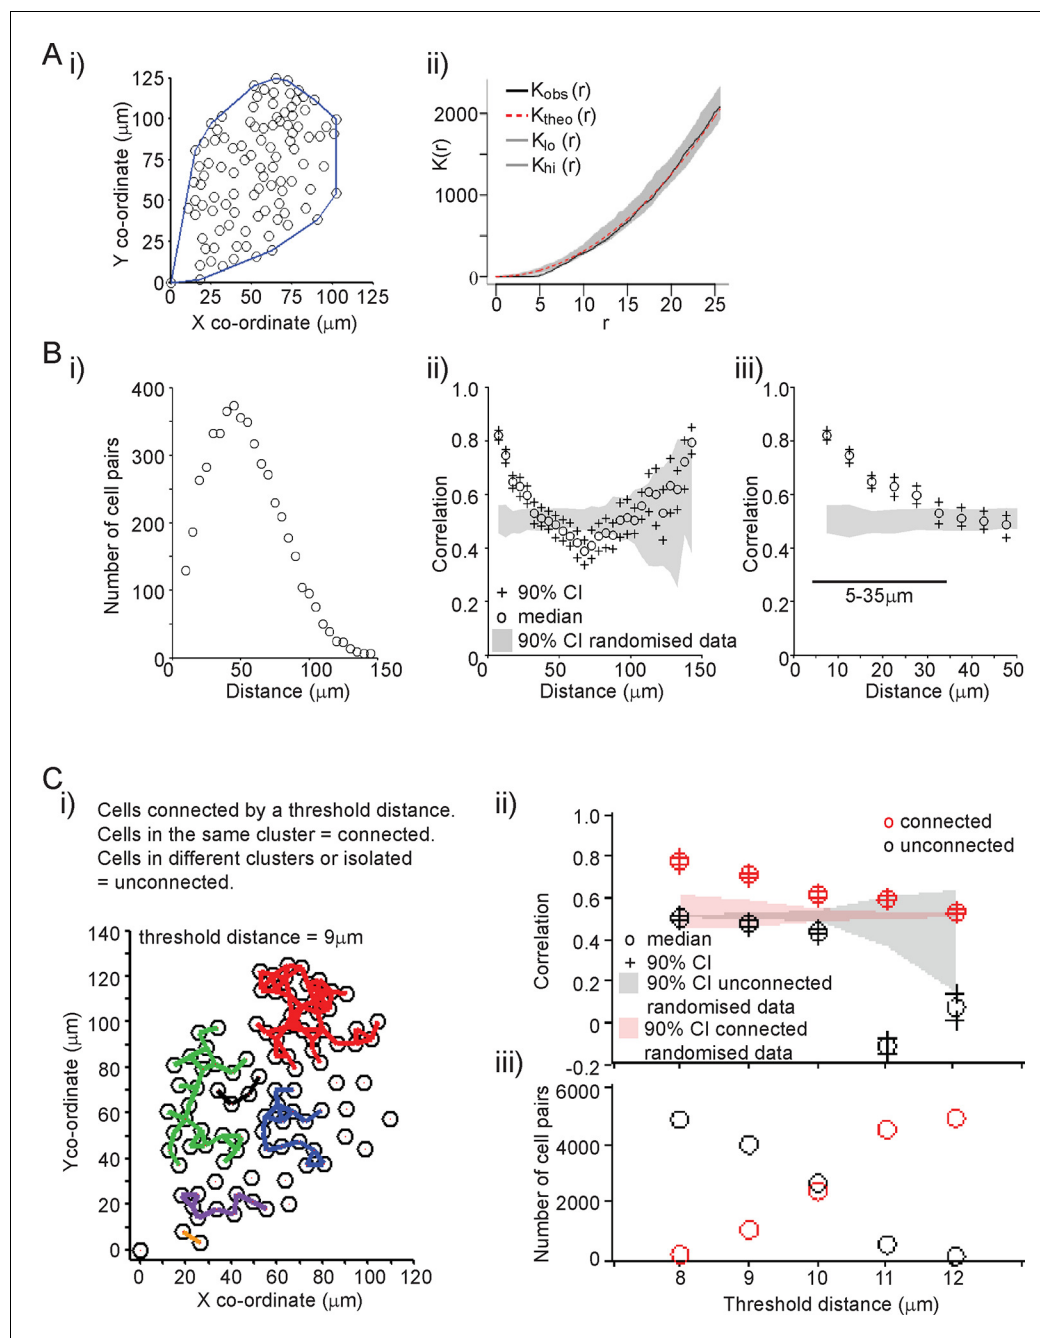 A
i)
125
100
75
50
25
0
Y co-ordinate (μm)
0 25 50 75 100 125
X co-ordinate (μm)
ii)
Kobs (r)
Ktheo (r)
Klo (r)
Khi (r)
2000
1000
0
K(r)
0 5 10 15 20 25
r
B
i)
400
300
200
100
0
Number of cell pairs
0 50 100 150
Distance (μm)
ii)
1.0
0.8
0.6
0.4
0.2
0
Correlation
90% CI
median
90% CI randomised data
0 50 100 150
Distance (μm)
iii)
1.0
0.8
0.6
0.4
0.2
0
Correlation
5-35μm
0 10 20 30 40 50
Distance (μm)
C
i)
Cells connected by a threshold distance.
Cells in the same cluster = connected.
Cells in different clusters or isolated
= unconnected.
threshold distance = 9μm
140
120
100
80
60
40
20
0
Yco-ordinate (μm)
0 20 40 60 80 100 120
X co-ordinate (μm)
ii)
1.0
0.8
0.6
0.4
0.2
0
-0.2
Correlation
connected
unconnected
median
90% CI
90% CI unconnected
randomised data
90% CI connected
randomised data
iii)
6000
4000
2000
0
Number of cell pairs
8 9 10 11 12
Threshold distance (μm)